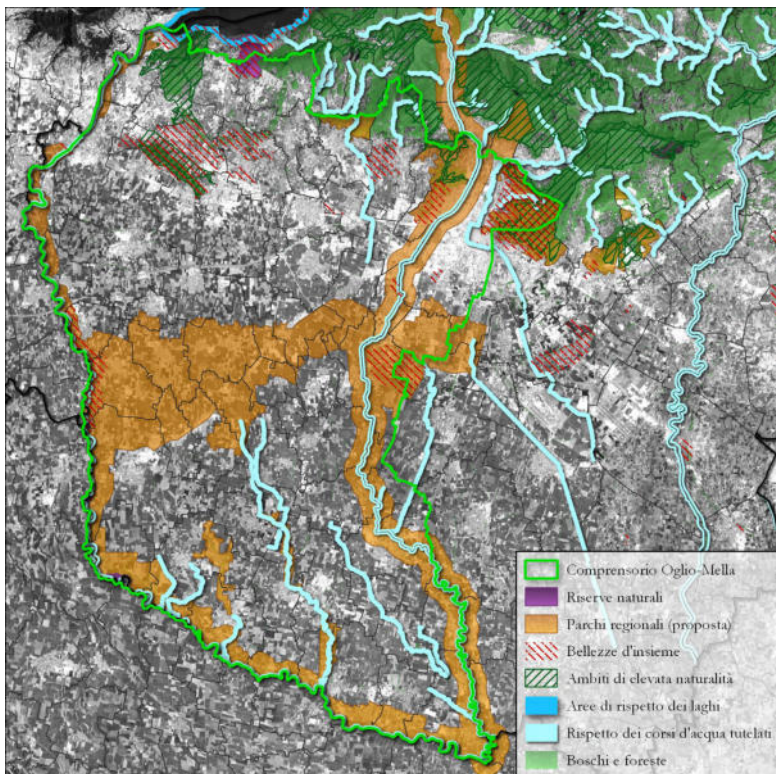 Comprensorio Oglio-Mella
Riserve naturali
Parchi regionali (proposta)
Bellezze d'insieme
Ambiti di elevata naturalità
Aree di rispetto dei laghi
Rispetto dei corsi d'acqua tutelati
Boschi e foreste